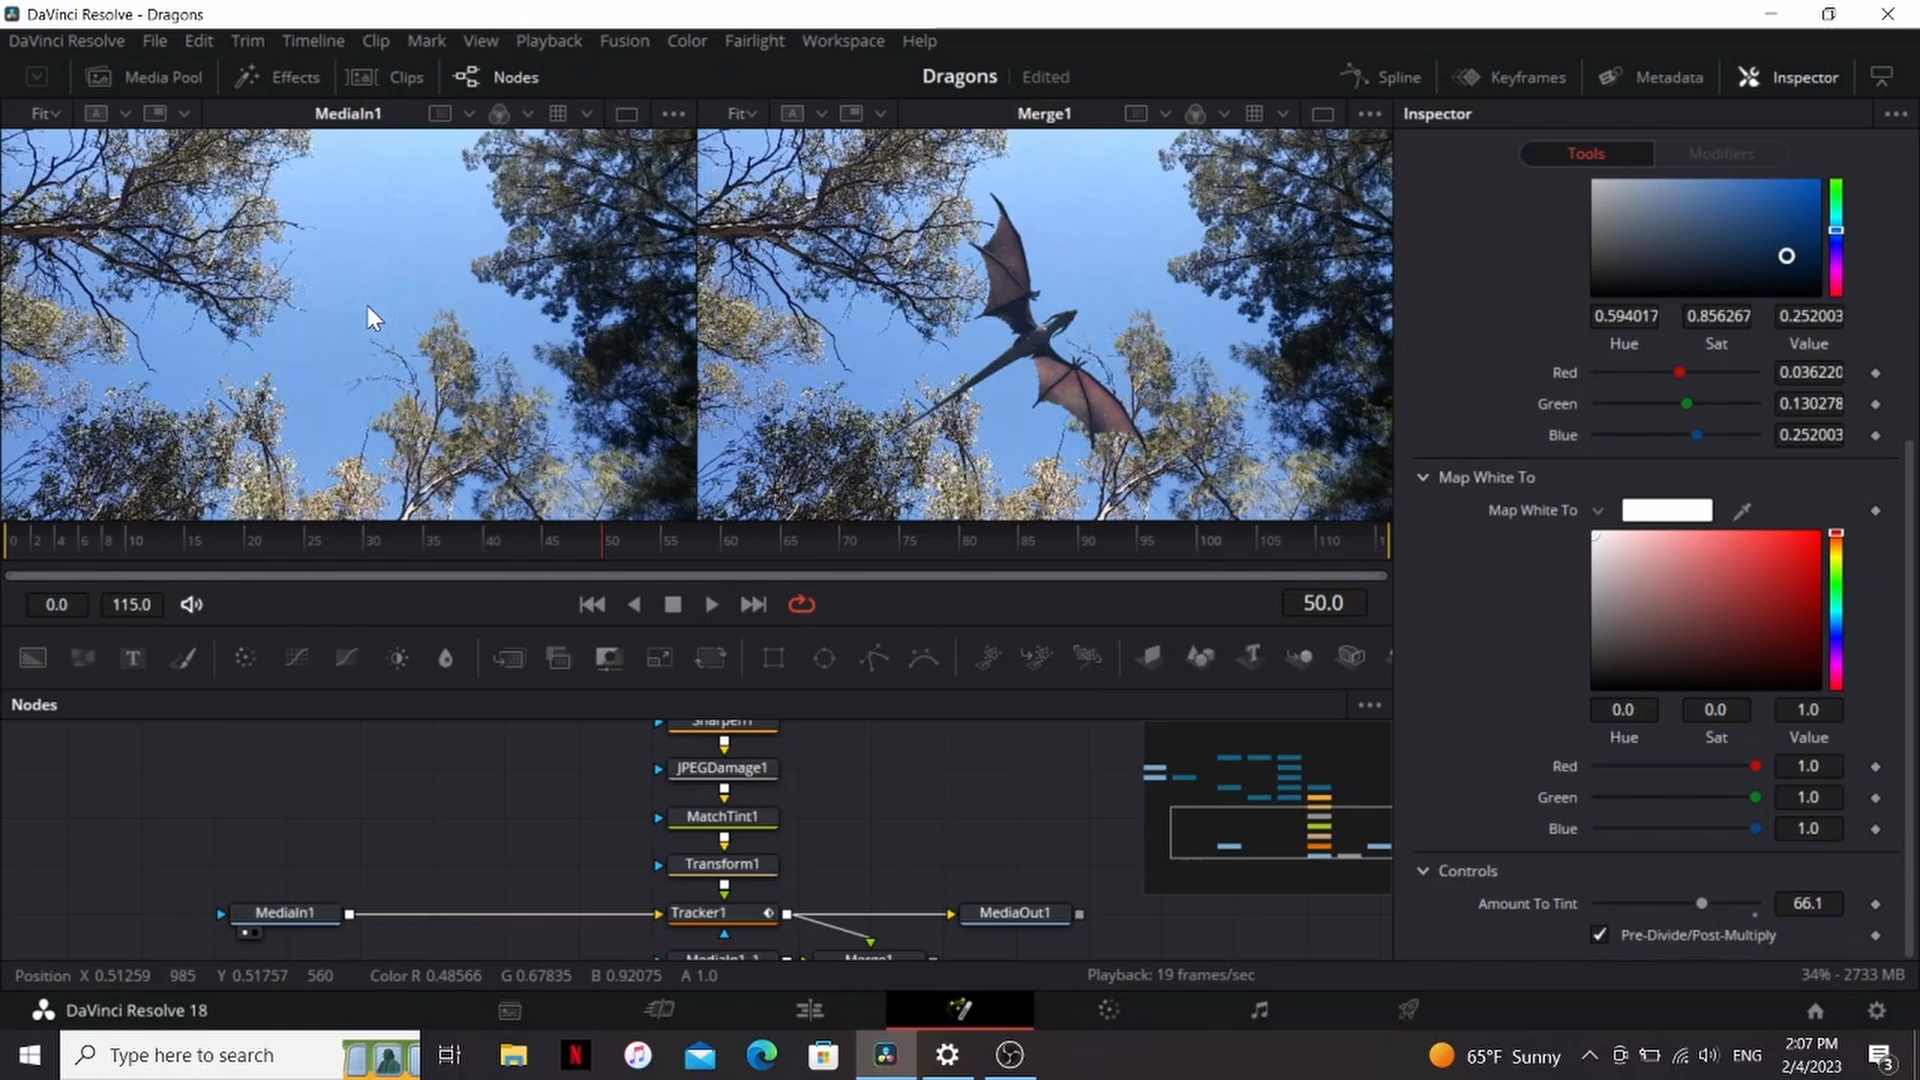 DaVinci Resolve - Dragons
DaVinci Resolve File Edit Trim Timeline Clip Mark View Playback Fusion Color Fairlight Workspace Help
Media Pool Effects Clips Nodes Dragons Edited Spline Keyframes Metadata Inspector
Fit A MediaIn1 Fit A Merge1 Inspector
Tools Modifiers
0.594017 0.856267 0.252003
Hue Sat Value
Red 0.036220
Green 0.130278
Blue 0.252003
Map White To
Map White To
0 2 4 6 8 10 15 20 25 30 35 40 45 50 55 60 65 70 75 80 85 90 95 100 105 110
0.0 115.0 50.0
T
0.0 0.0 1.0
Hue Sat Value
Red 1.0
Green 1.0
Blue 1.0
Controls
Amount To Tint 66.1
Pre-Divide/Post-Multiply
Nodes
Sharpen1
JPEGDamage1
MatchTint1
Transform1
MediaIn1 Tracker1 MediaOut1
MediaIn1_1 Merge1
Position X 0.51259 985 Y 0.51757 560 Color R 0.48566 G 0.67835 B 0.92075 A 1.0 Playback: 19 frames/sec 34% - 2733 MB
DaVinci Resolve 18
Type here to search N 65°F Sunny ENG 2:07 PM
2/4/2023 3